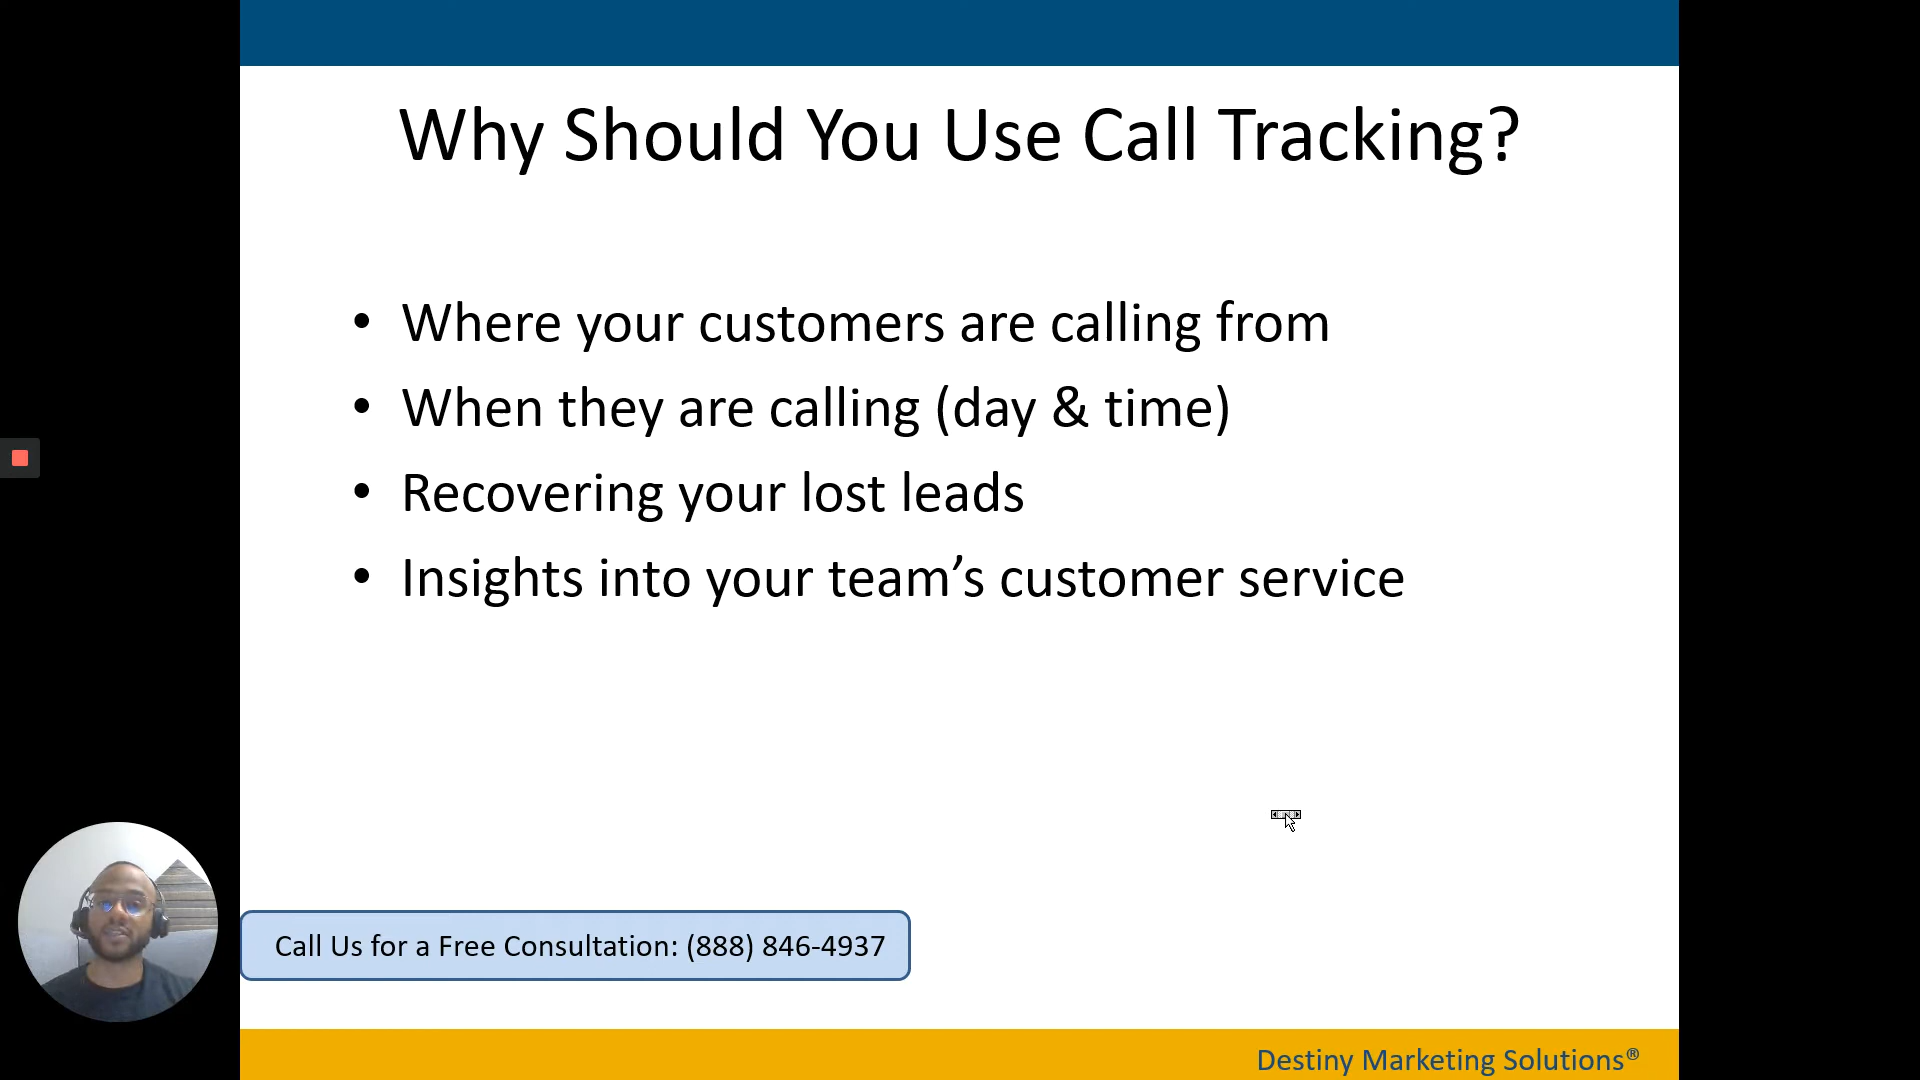 Why Should You Use Call Tracking?
• Where your customers are calling from
• When they are calling (day & time)
• Recovering your lost leads
• Insights into your team’s customer service
Call Us for a Free Consultation: (888) 846-4937
Destiny Marketing Solutions®